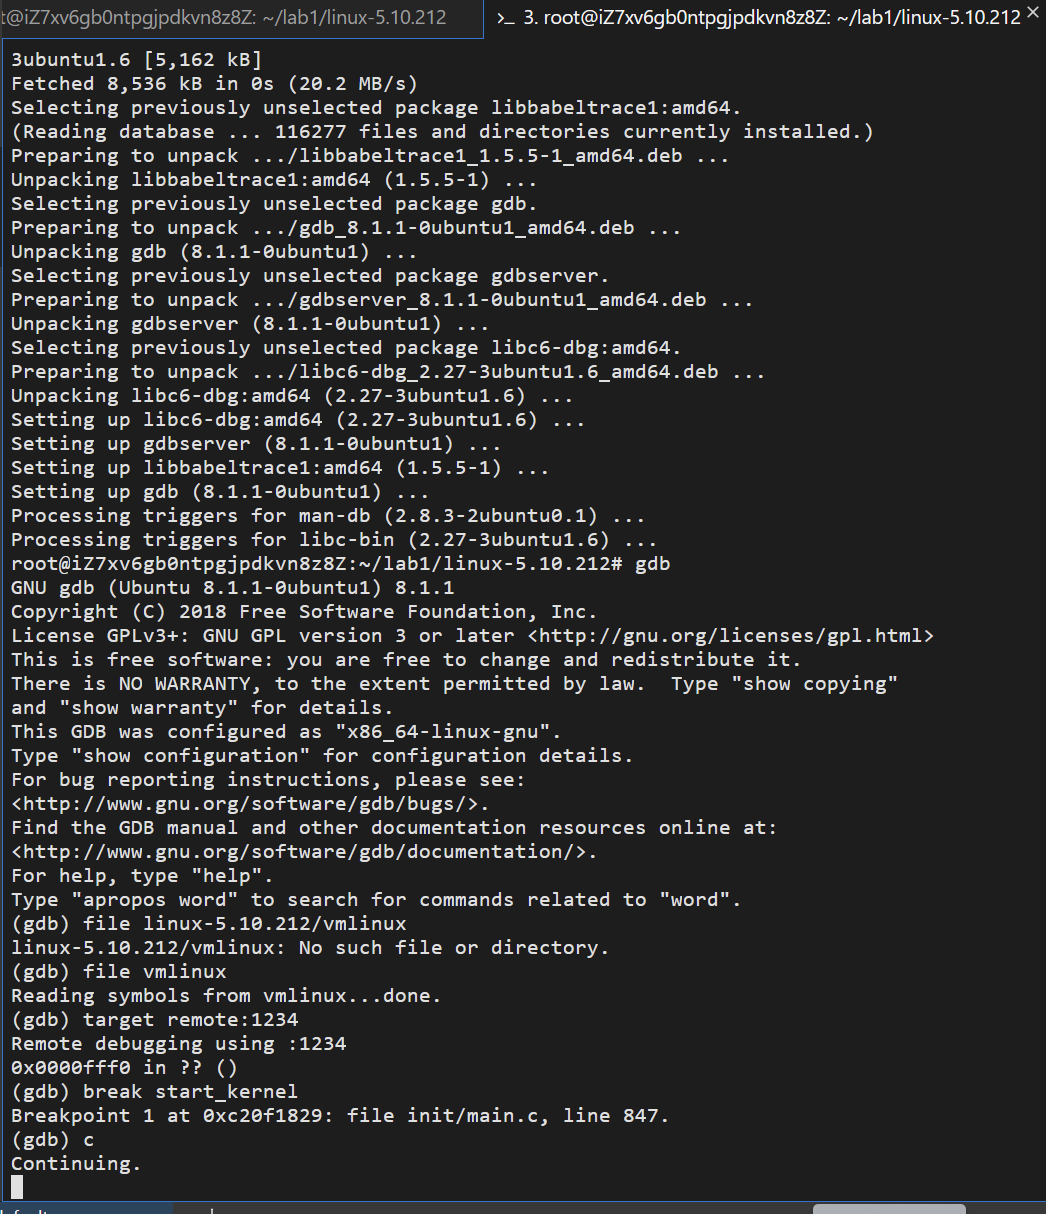 t@iZ7xv6gb0ntpgjpdkvn8z8Z: ~/lab1/linux-5.10.212
>_ 3. root@iZ7xv6gb0ntpgjpdkvn8z8Z: ~/lab1/linux-5.10.212 ×
3ubuntu1.6 [5,162 kB]
Fetched 8,536 kB in 0s (20.2 MB/s)
Selecting previously unselected package libbabeltrace1:amd64.
(Reading database ... 116277 files and directories currently installed.)
Preparing to unpack .../libbabeltrace1_1.5.5-1_amd64.deb ...
Unpacking libbabeltrace1:amd64 (1.5.5-1) ...
Selecting previously unselected package gdb.
Preparing to unpack .../gdb_8.1.1-0ubuntu1_amd64.deb ...
Unpacking gdb (8.1.1-0ubuntu1) ...
Selecting previously unselected package gdbserver.
Preparing to unpack .../gdbserver_8.1.1-0ubuntu1_amd64.deb ...
Unpacking gdbserver (8.1.1-0ubuntu1) ...
Selecting previously unselected package libc6-dbg:amd64.
Preparing to unpack .../libc6-dbg_2.27-3ubuntu1.6_amd64.deb ...
Unpacking libc6-dbg:amd64 (2.27-3ubuntu1.6) ...
Setting up libc6-dbg:amd64 (2.27-3ubuntu1.6) ...
Setting up gdbserver (8.1.1-0ubuntu1) ...
Setting up libbabeltrace1:amd64 (1.5.5-1) ...
Setting up gdb (8.1.1-0ubuntu1) ...
Processing triggers for man-db (2.8.3-2ubuntu0.1) ...
Processing triggers for libc-bin (2.27-3ubuntu1.6) ...
root@iZ7xv6gb0ntpgjpdkvn8z8Z:~/lab1/linux-5.10.212# gdb
GNU gdb (Ubuntu 8.1.1-0ubuntu1) 8.1.1
Copyright (C) 2018 Free Software Foundation, Inc.
License GPLv3+: GNU GPL version 3 or later <http://gnu.org/licenses/gpl.html>
This is free software: you are free to change and redistribute it.
There is NO WARRANTY, to the extent permitted by law.  Type "show copying"
and "show warranty" for details.
This GDB was configured as "x86_64-linux-gnu".
Type "show configuration" for configuration details.
For bug reporting instructions, please see:
<http://www.gnu.org/software/gdb/bugs/>.
Find the GDB manual and other documentation resources online at:
<http://www.gnu.org/software/gdb/documentation/>.
For help, type "help".
Type "apropos word" to search for commands related to "word".
(gdb) file linux-5.10.212/vmlinux
linux-5.10.212/vmlinux: No such file or directory.
(gdb) file vmlinux
Reading symbols from vmlinux...done.
(gdb) target remote:1234
Remote debugging using :1234
0x0000fff0 in ?? ()
(gdb) break start_kernel
Breakpoint 1 at 0xc20f1829: file init/main.c, line 847.
(gdb) c
Continuing.